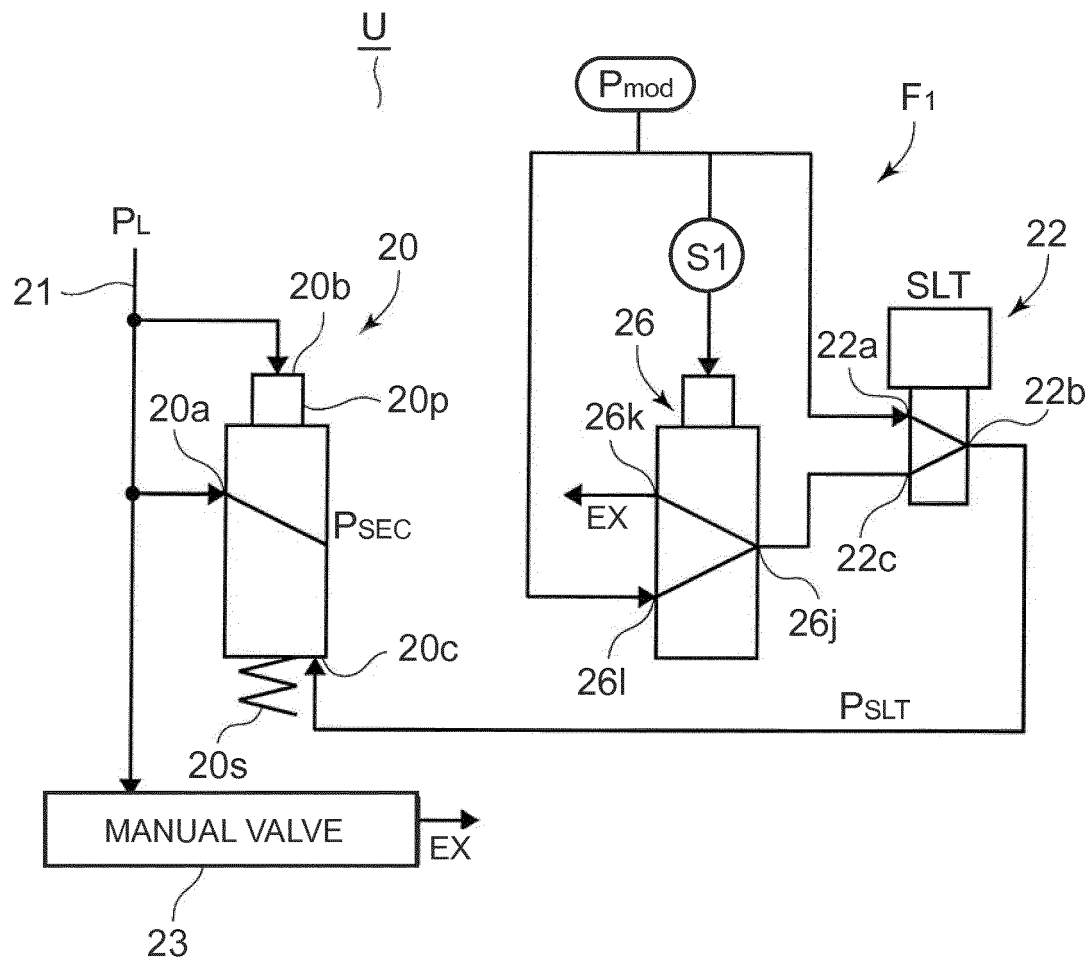 U
Pmod
F1
PL
21
20
20b
S1
22
SLT
26
22a
20a
20p
26k
22b
PSEC
EX
22c
26j
20c
26l
PSLT
20s
MANUAL VALVE
EX
23